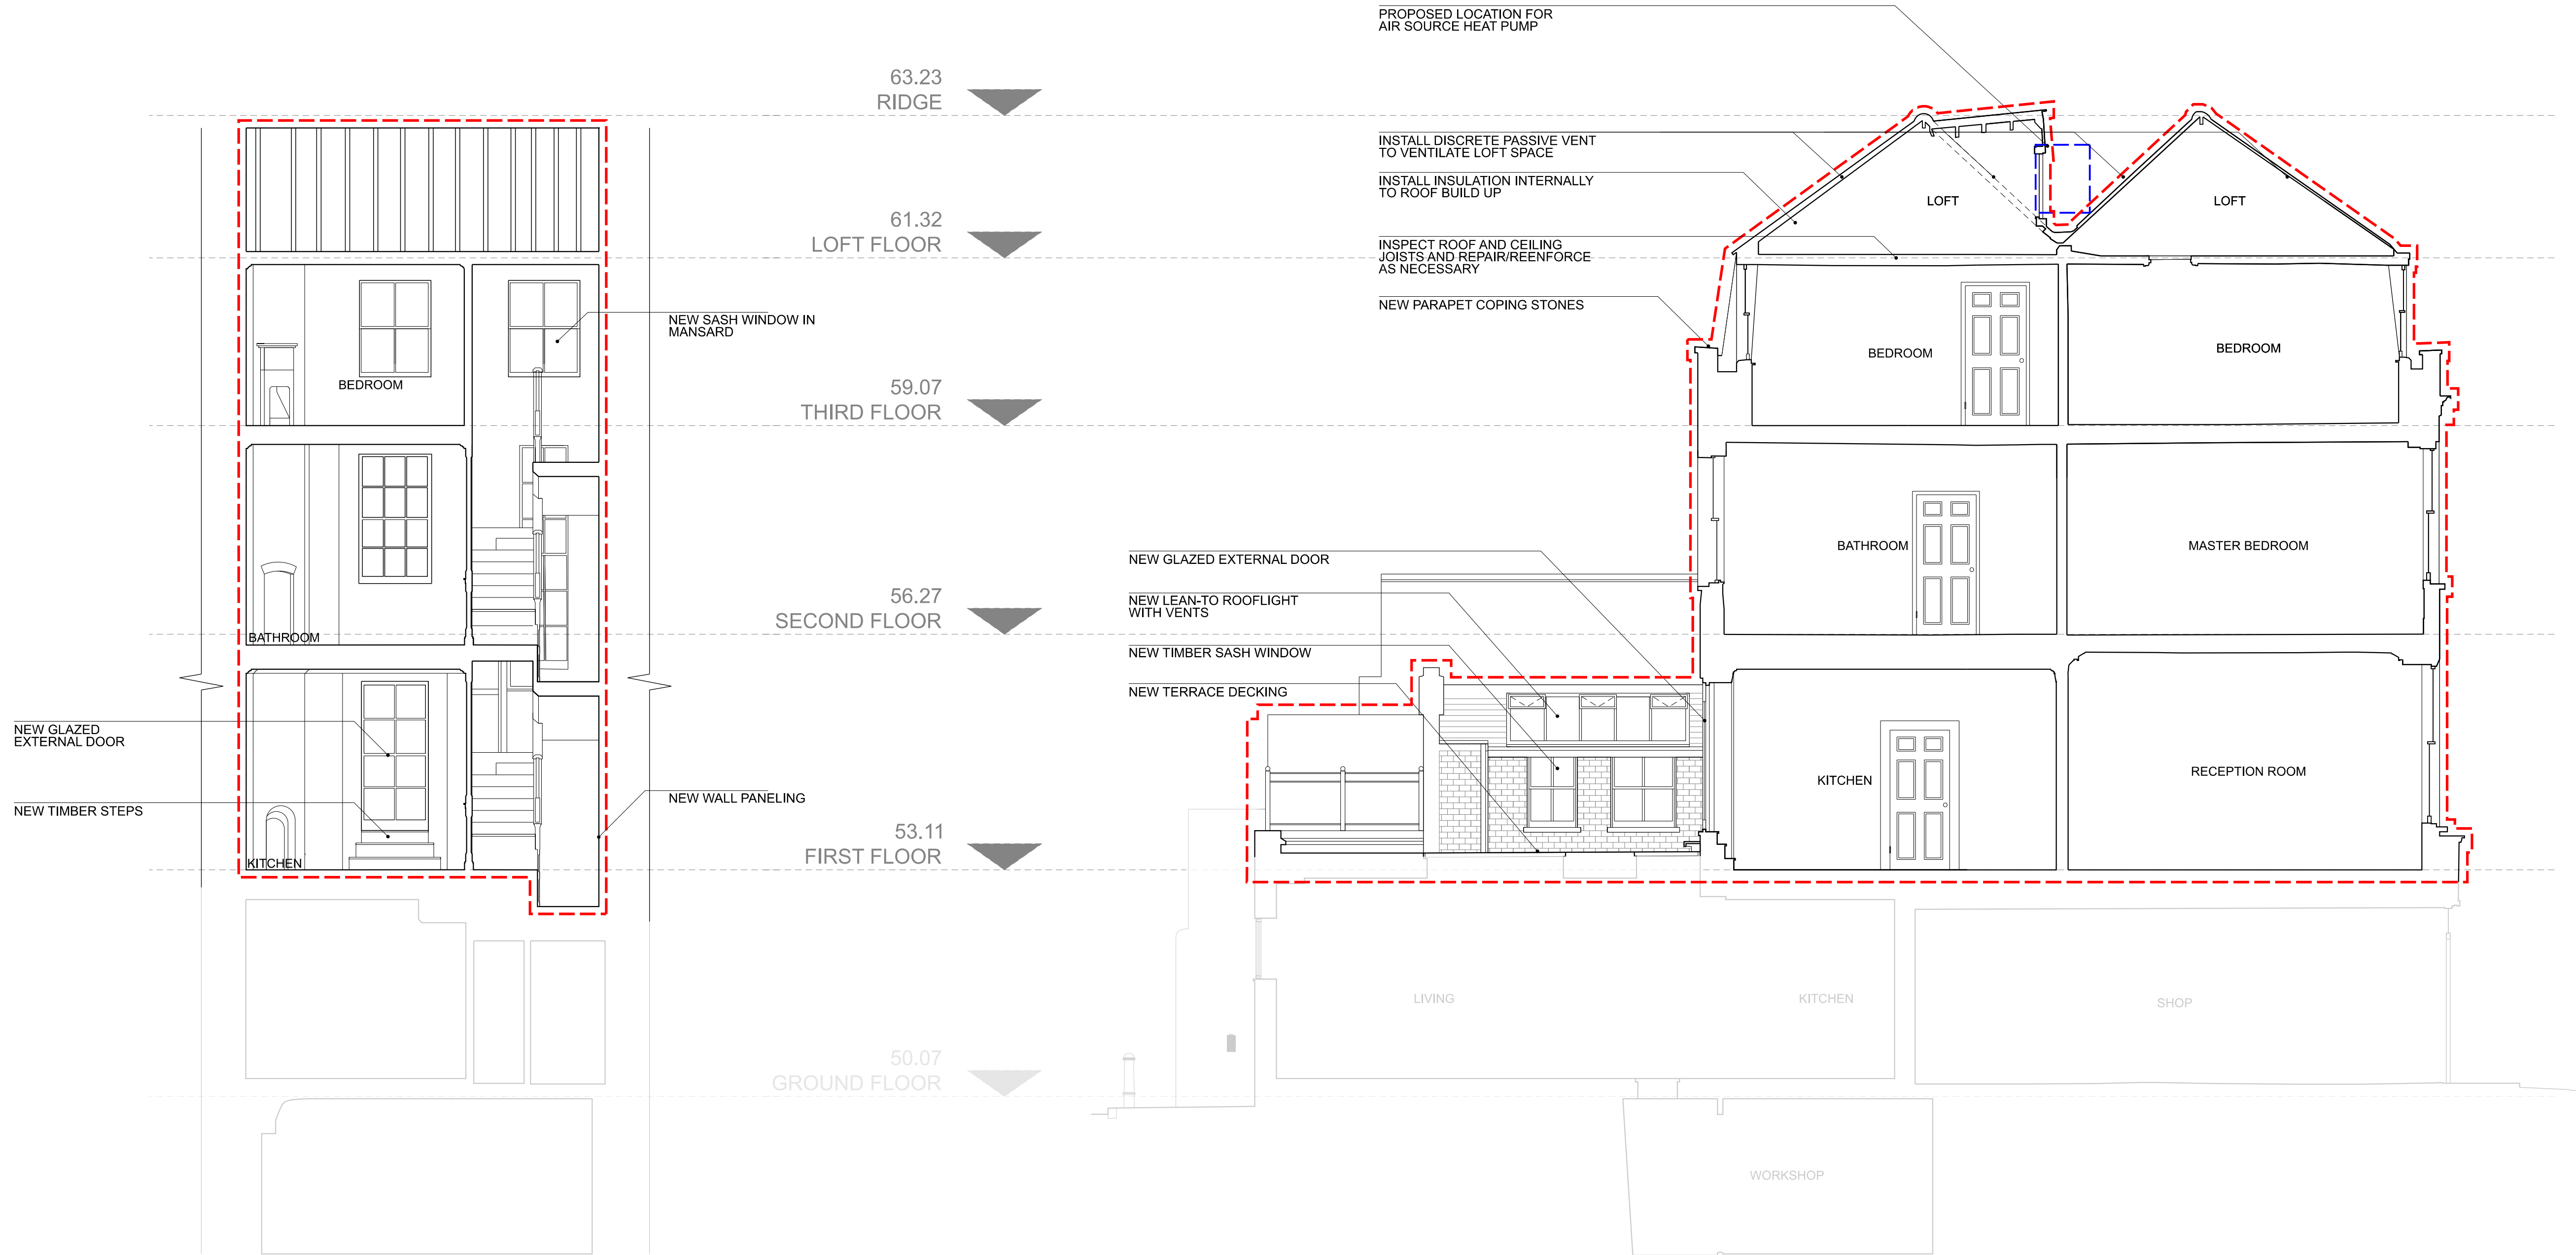 PROPOSED LOCATION FOR
AIR SOURCE HEAT PUMP
63.23
RIDGE
INSTALL DISCRETE PASSIVE VENT
TO VENTILATE LOFT SPACE
INSTALL INSULATION INTERNALLY
TO ROOF BUILD UP
LOFT
LOFT
61.32
LOFT FLOOR
INSPECT ROOF AND CEILING
JOISTS AND REPAIR/REENFORCE
AS NECESSARY
NEW PARAPET COPING STONES
NEW SASH WINDOW IN
MANSARD
BEDROOM
BEDROOM
BEDROOM
59.07
THIRD FLOOR
BATHROOM
MASTER BEDROOM
NEW GLAZED EXTERNAL DOOR
56.27
SECOND FLOOR
NEW LEAN-TO ROOFLIGHT
WITH VENTS
BATHROOM
NEW TIMBER SASH WINDOW
NEW TERRACE DECKING
NEW GLAZED
EXTERNAL DOOR
KITCHEN
RECEPTION ROOM
NEW WALL PANELING
NEW TIMBER STEPS
53.11
FIRST FLOOR
KITCHEN
LIVING
KITCHEN
SHOP
50.07
GROUND FLOOR
WORKSHOP